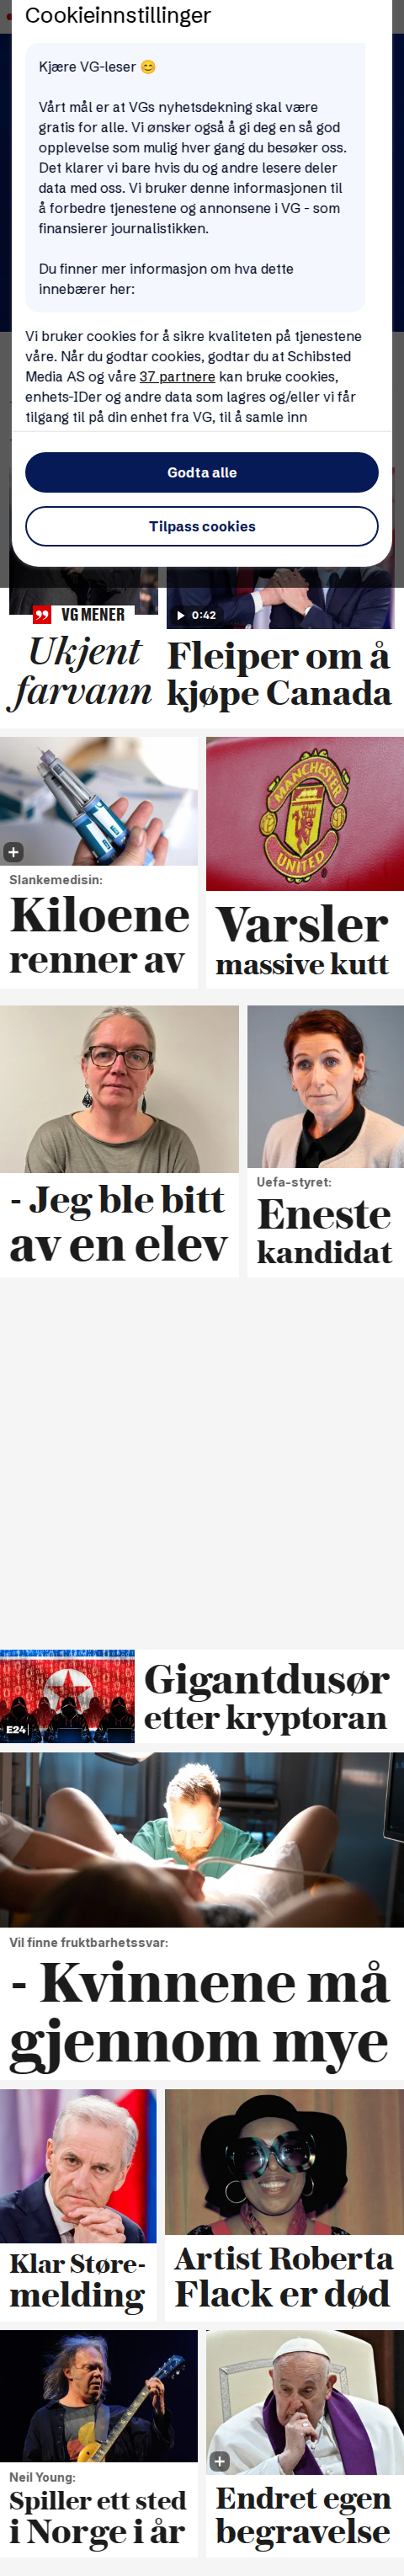 Cookieinnstillinger
Kjære VG-leser 😊
Vårt mål er at VGs nyhetsdekning skal være
gratis for alle. Vi ønsker også å gi deg en så god
opplevelse som mulig hver gang du besøker oss.
Det klarer vi bare hvis du og andre lesere deler
data med oss. Vi bruker denne informasjonen til
å forbedre tjenestene og annonsene i VG - som
finansierer journalistikken.
Du finner mer informasjon om hva dette
innebærer her:
Vi bruker cookies for å sikre kvaliteten på tjenestene
våre. Når du godtar cookies, godtar du at Schibsted
Media AS og våre 37 partnere kan bruke cookies,
enhets-IDer og andre data som lagres og/eller vi får
tilgang til på din enhet fra VG, til å samle inn
Godta alle
Tilpass cookies
VG MENER
Ukjent
farvann
0:42
Fleiper om å
kjøpe Canada
Slankemedisin:
Kiloene
renner av
MANCHESTER
UNITED
Varsler
massive kutt
- Jeg ble bitt
av en elev
Uefa-styret:
Eneste
kandidat
E24
Gigantdusør
etter kryptoran
Vil finne fruktbarhetssvar:
- Kvinnene må
gjennom mye
Klar Støre-
melding
Artist Roberta
Flack er død
Neil Young:
Spiller ett sted
i Norge i år
Endret egen
begravelse